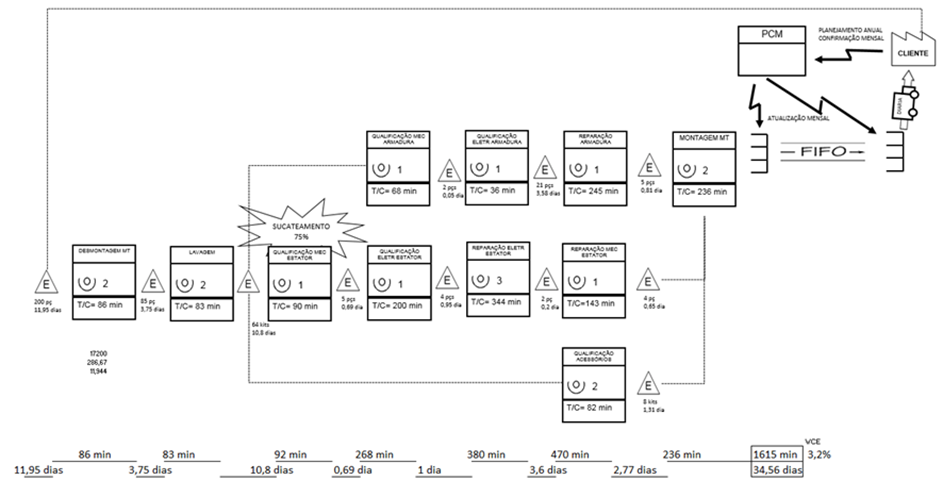 PCM
PLANEJAMENTO ANUAL
CONFIRMAÇÃO MENSAL
CLIENTE
DIÁRIA
ATUALIZAÇÃO MENSAL
FIFO
QUALIFICAÇÃO MEC
ARMADURA
1
T/C= 68 min
E
2 pçs
0,05 dia
QUALIFICAÇÃO
ELETR ARMADURA
1
T/C= 36 min
E
21 pçs
3,58 dias
REPARAÇÃO
ARMADURA
1
T/C= 245 min
E
5 pçs
0,81 dia
MONTAGEM MT
2
T/C= 236 min
SUCATEAMENTO
75%
E
200 pç
11,95 dias
DESMONTAGEM MT
2
T/C= 86 min
E
85 pç
3,75 dias
LAVAGEM
2
T/C= 83 min
E
64 kits
10,8 dias
QUALIFICAÇÃO MEC
ESTATOR
1
T/C= 90 min
E
5 pçs
0,69 dia
QUALIFICAÇÃO
ELETR ESTATOR
1
T/C= 200 min
E
4 pçs
0,95 dia
REPARAÇÃO ELETR
ESTATOR
3
T/C= 344 min
E
2 pç
0,2 dia
REPARAÇÃO MEC
ESTATOR
1
T/C=143 min
E
4 pç
0,65 dia
17200
286,67
11,944
QUALIFICAÇÃO
ACESSÓRIOS
2
T/C= 82 min
E
8 kits
1,31 dia
86 min 83 min 92 min 268 min 380 min 470 min 236 min 1615 min
WCE
3,2%
11,95 dias 3,75 dias 10,8 dias 0,69 dia 1 dia 3,6 dias 2,77 dias 34,56 dias